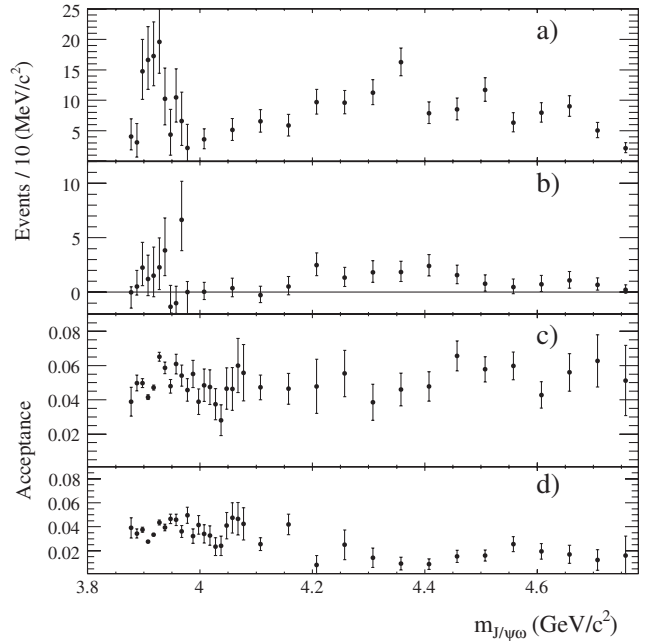 25
20
15
10
5
a)
Events / 10 (MeV/c²)
10
5
0
b)
0.08
0.06
0.04
0.02
c)
Acceptance
0.08
0.06
0.04
0.02
d)
3.8 4 4.2 4.4 4.6
m_J/ψω (GeV/c²)